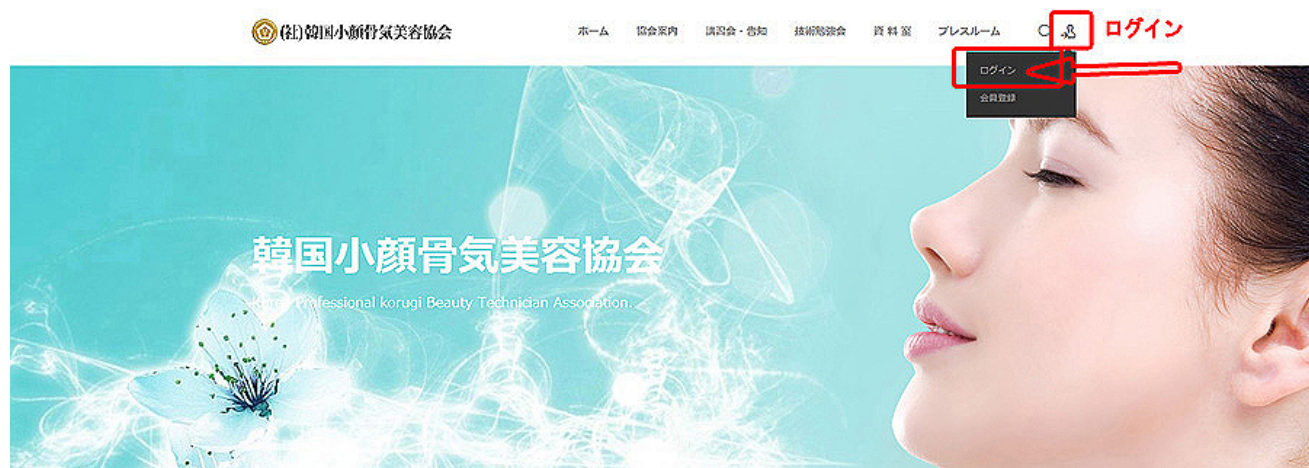 (社)韓国小顔骨気美容協会
ホーム 協会案内 講習会・告知 技術勉強会 資料室 プレスルーム
ログイン
ログイン
会員登録
韓国小顔骨気美容協会
Korea Professional korugi Beauty Technician Association.